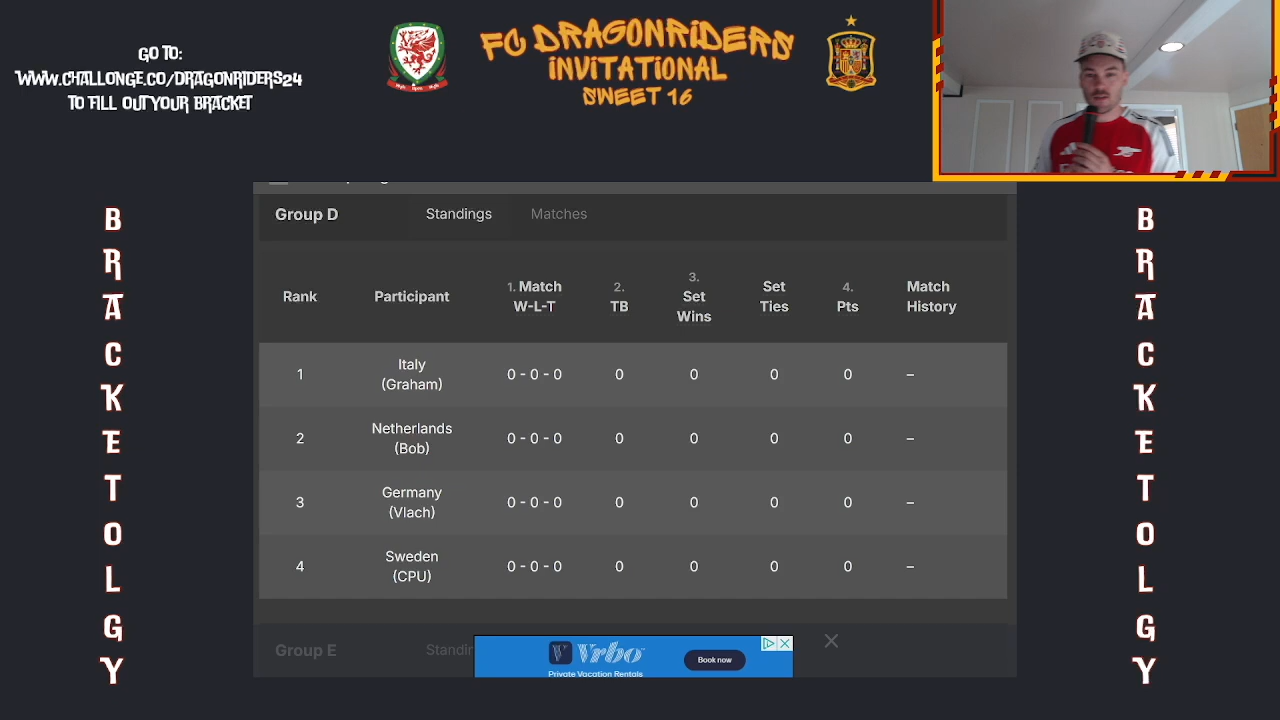 GO TO:
WWW.CHALLONGE.CO/DRAGONRIDERS24
TO FILL OUT YOUR BRACKET
FC DRAGONRIDERS
INVITATIONAL
SWEET 16
BRACKETOLGY
Group D Standings Matches
Rank Participant 1. Match W-L-T 2. TB 3. Set Wins Set Ties 4. Pts Match History
1 Italy (Graham) 0 - 0 - 0 0 0 0 0 –
2 Netherlands (Bob) 0 - 0 - 0 0 0 0 0 –
3 Germany (Vlach) 0 - 0 - 0 0 0 0 0 –
4 Sweden (CPU) 0 - 0 - 0 0 0 0 0 –
Group E Standin
Vrbo
Private Vacation Rentals
Book now
BRACKETOLGY